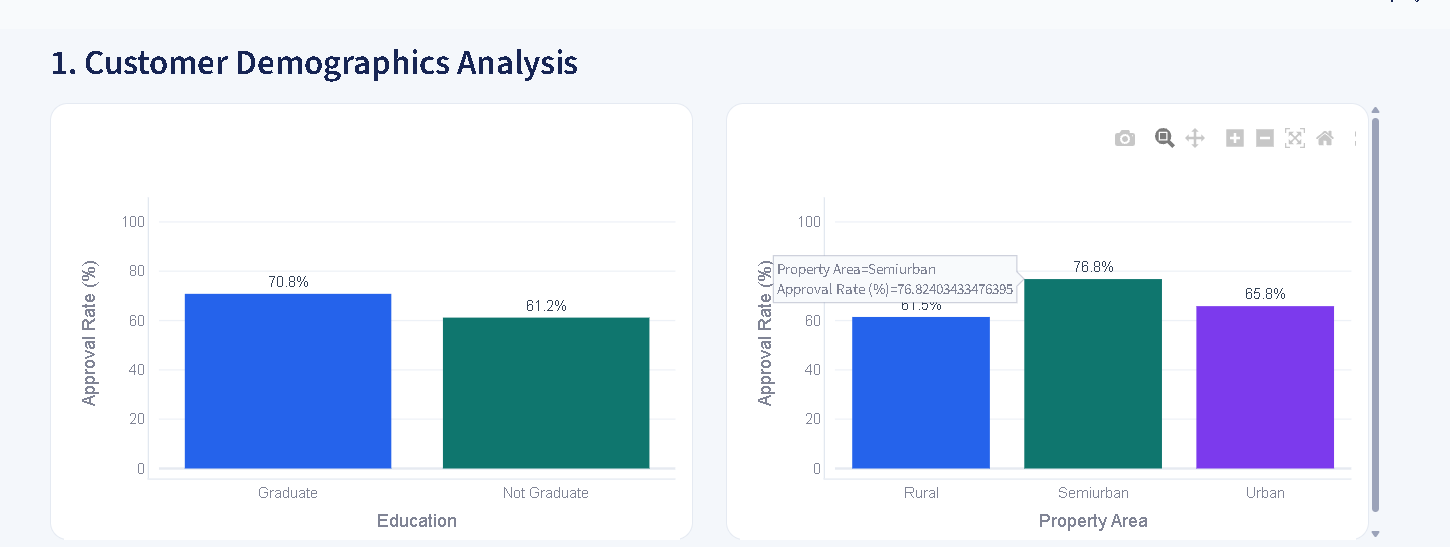 1. Customer Demographics Analysis
Approval Rate (%)
100
80
60
40
20
0
70.8%
61.2%
Graduate
Not Graduate
Education
Approval Rate (%)
100
60
40
20
0
Property Area=Semiurban
Approval Rate (%)=76.82403433476395
61.5%
76.8%
65.8%
Rural
Semiurban
Urban
Property Area